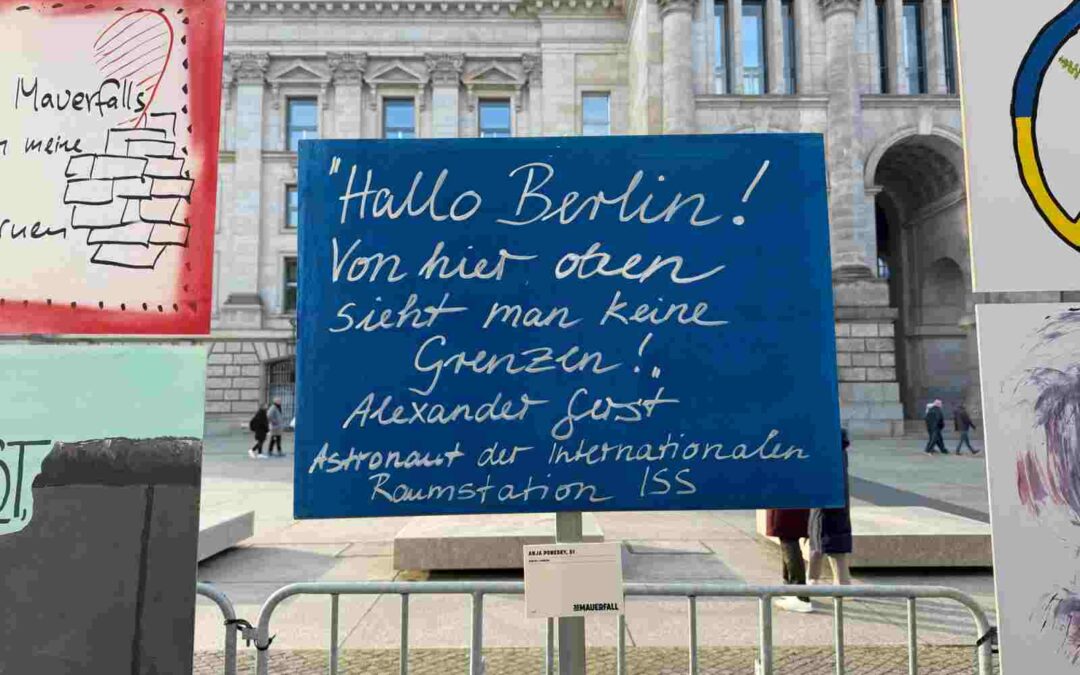 Mauerfalls
meine
"Hallo Berlin!
Von hier oben
sieht man keine
Grenzen!"
Alexander Gerst
Astronaut der Internationalen
Raumstation ISS
MAUERFALL